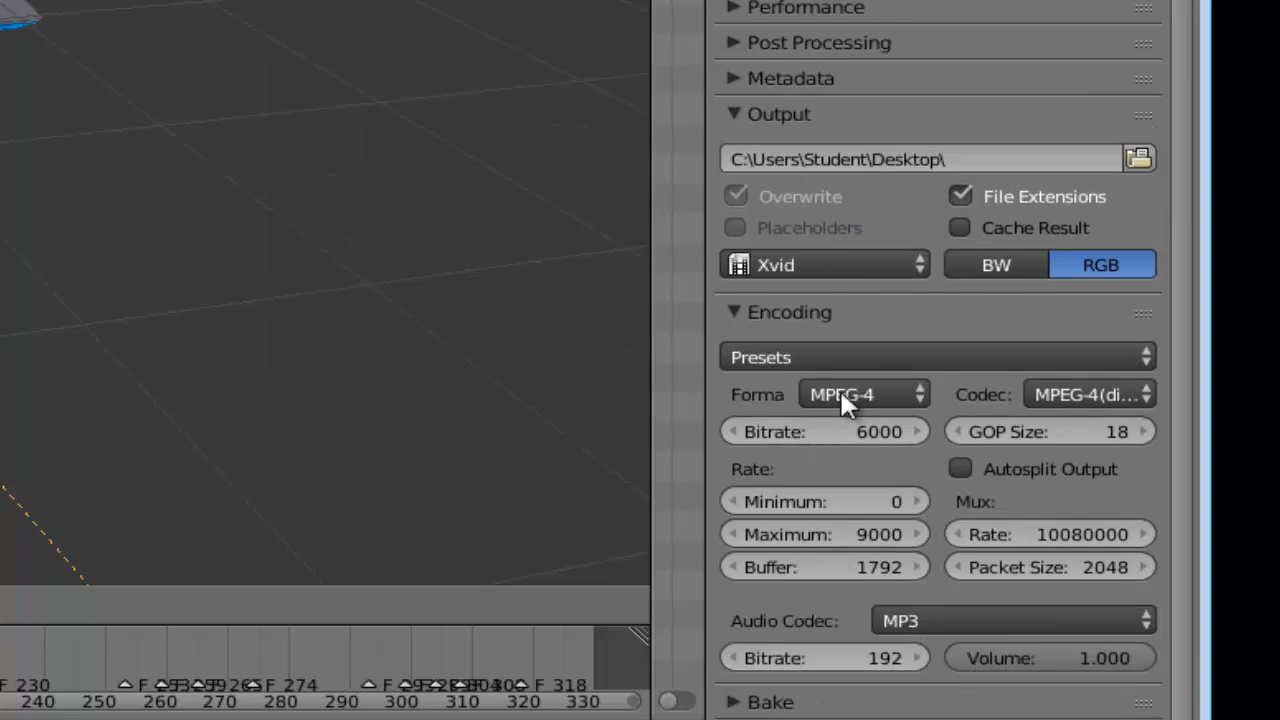 Performance
Post Processing
Metadata
Output
C:\Users\Student\Desktop\
Overwrite File Extensions
Placeholders Cache Result
Xvid BW RGB
Encoding
Presets
Forma MPEG-4 Codec: MPEG-4(di...
Bitrate: 6000 GOP Size: 18
Rate: Autosplit Output
Minimum: 0 Mux:
Maximum: 9000 Rate: 10080000
Buffer: 1792 Packet Size: 2048
Audio Codec: MP3
Bitrate: 192 Volume: 1.000
Bake
F 230 F 274 F 318
240 250 260 270 280 290 300 310 320 330